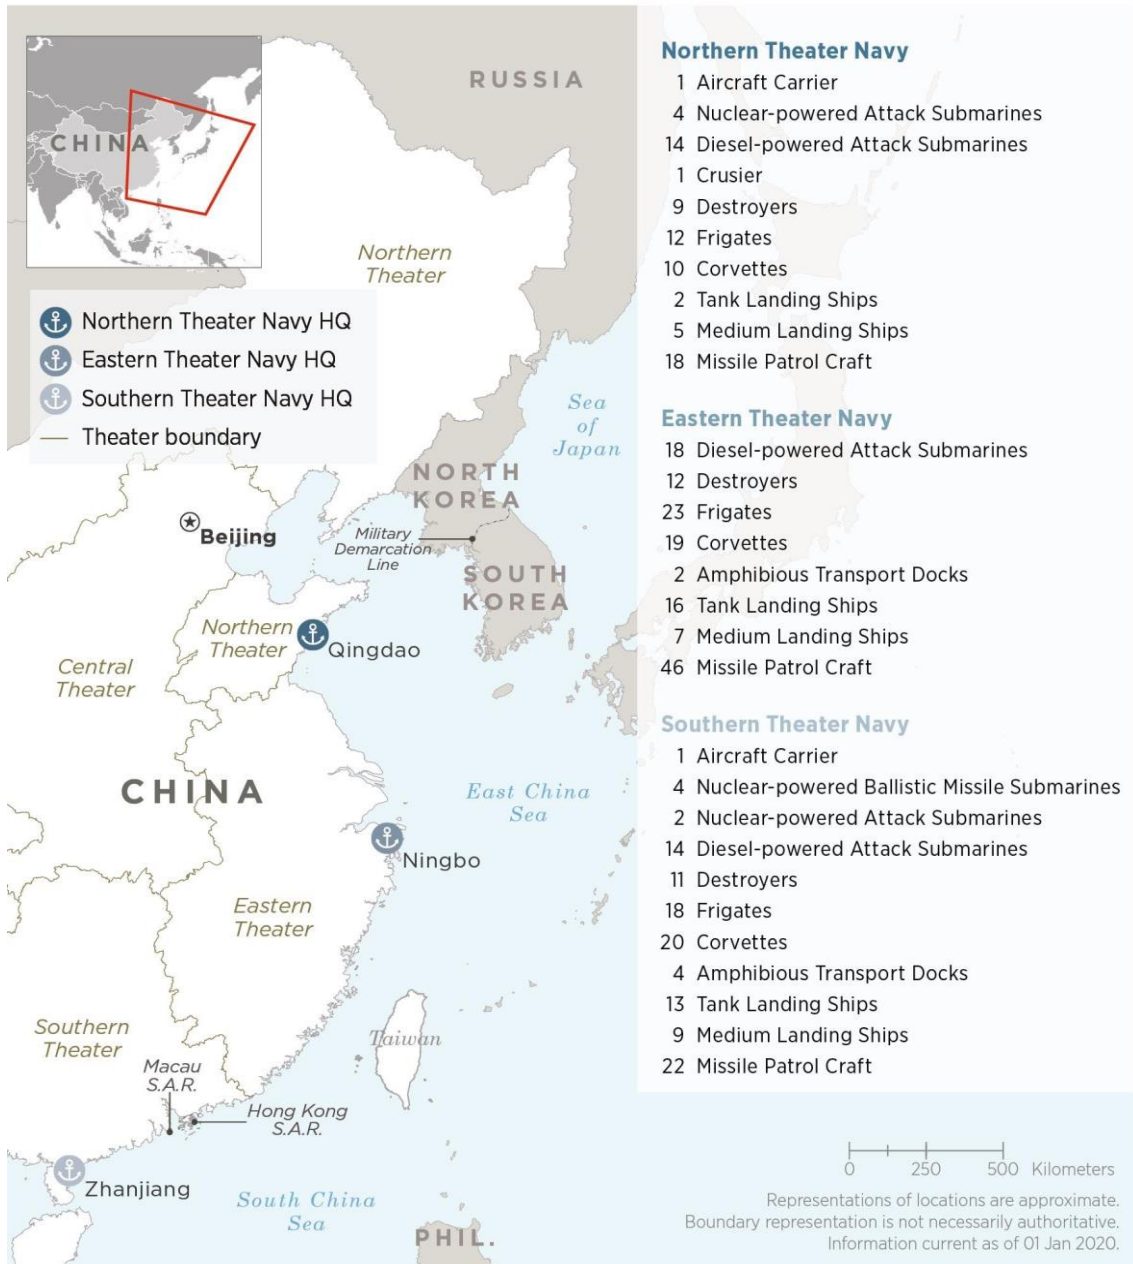 RUSSIA
CHINA
Northern
Theater
Northern Theater Navy HQ
Eastern Theater Navy HQ
Southern Theater Navy HQ
Theater boundary
Sea
of
Japan
NORTH
KOREA
Beijing
Military
Demarcation
Line
SOUTH
KOREA
Northern
Theater
Qingdao
Central
Theater
CHINA
East China
Sea
Ningbo
Eastern
Theater
Southern
Theater
Taiwan
Macau
S.A.R.
Hong Kong
S.A.R.
Zhanjiang
South China
Sea
PHIL.
Northern Theater Navy
1 Aircraft Carrier
4 Nuclear-powered Attack Submarines
14 Diesel-powered Attack Submarines
1 Crusier
9 Destroyers
12 Frigates
10 Corvettes
2 Tank Landing Ships
5 Medium Landing Ships
18 Missile Patrol Craft
Eastern Theater Navy
18 Diesel-powered Attack Submarines
12 Destroyers
23 Frigates
19 Corvettes
2 Amphibious Transport Docks
16 Tank Landing Ships
7 Medium Landing Ships
46 Missile Patrol Craft
Southern Theater Navy
1 Aircraft Carrier
4 Nuclear-powered Ballistic Missile Submarines
2 Nuclear-powered Attack Submarines
14 Diesel-powered Attack Submarines
11 Destroyers
18 Frigates
20 Corvettes
4 Amphibious Transport Docks
13 Tank Landing Ships
9 Medium Landing Ships
22 Missile Patrol Craft
0 250 500 Kilometers
Representations of locations are approximate.
Boundary representation is not necessarily authoritative.
Information current as of 01 Jan 2020.